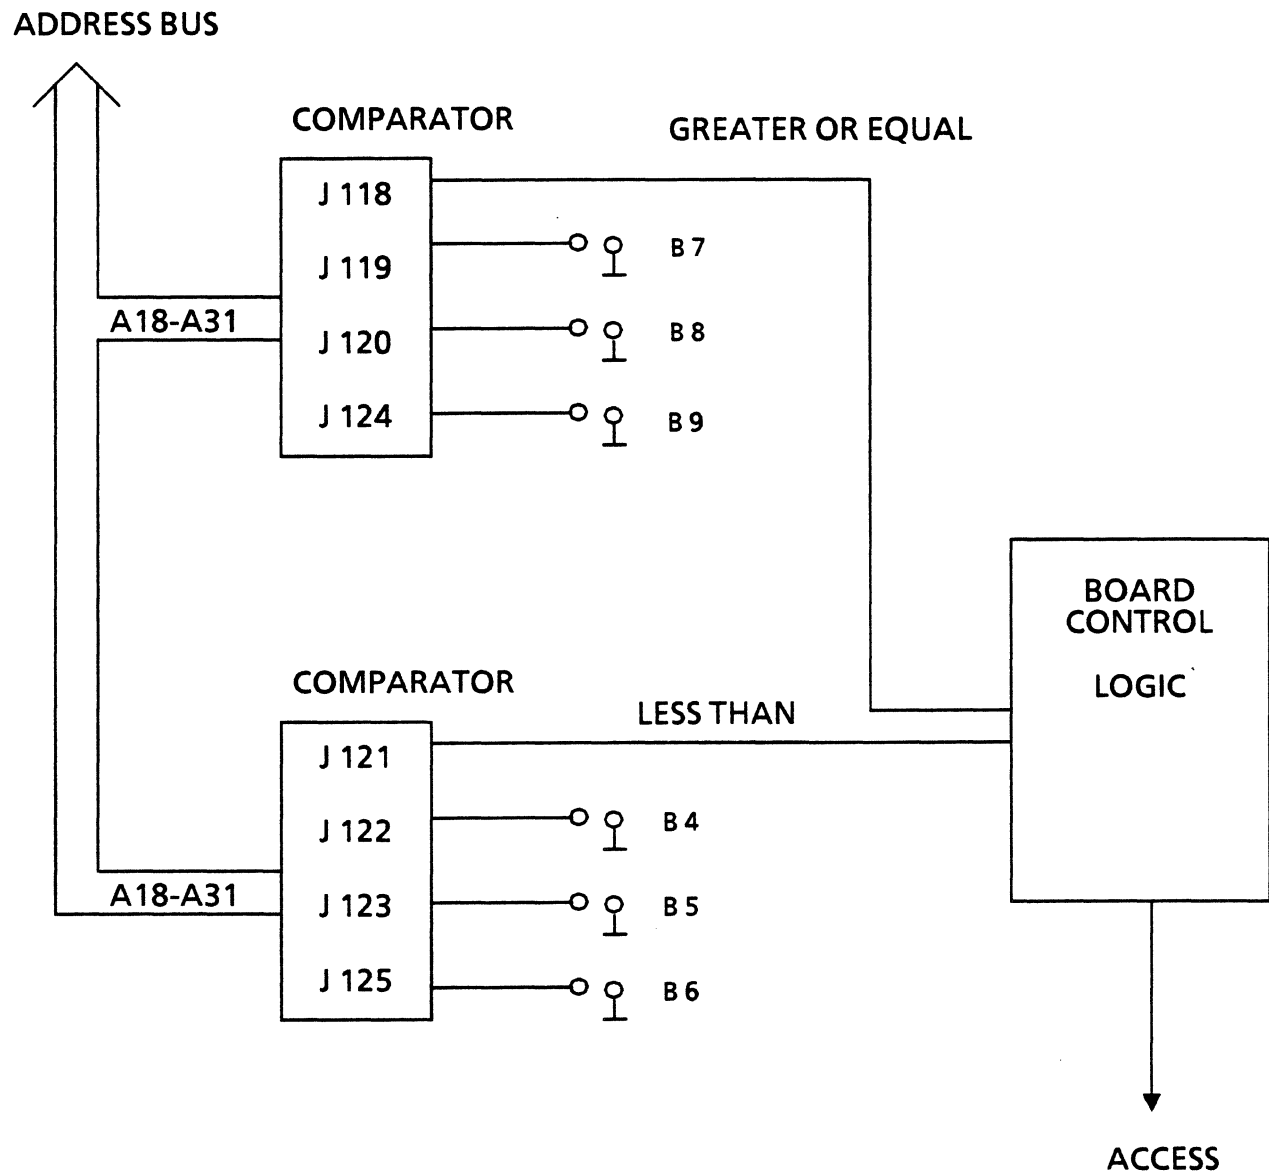 ADDRESS BUS
COMPARATOR
GREATER OR EQUAL
J 118
J 119
B 7
A18-A31
J 120
B 8
J 124
B 9
BOARD
CONTROL
LOGIC
COMPARATOR
LESS THAN
J 121
J 122
B 4
A18-A31
J 123
B 5
J 125
B 6
ACCESS